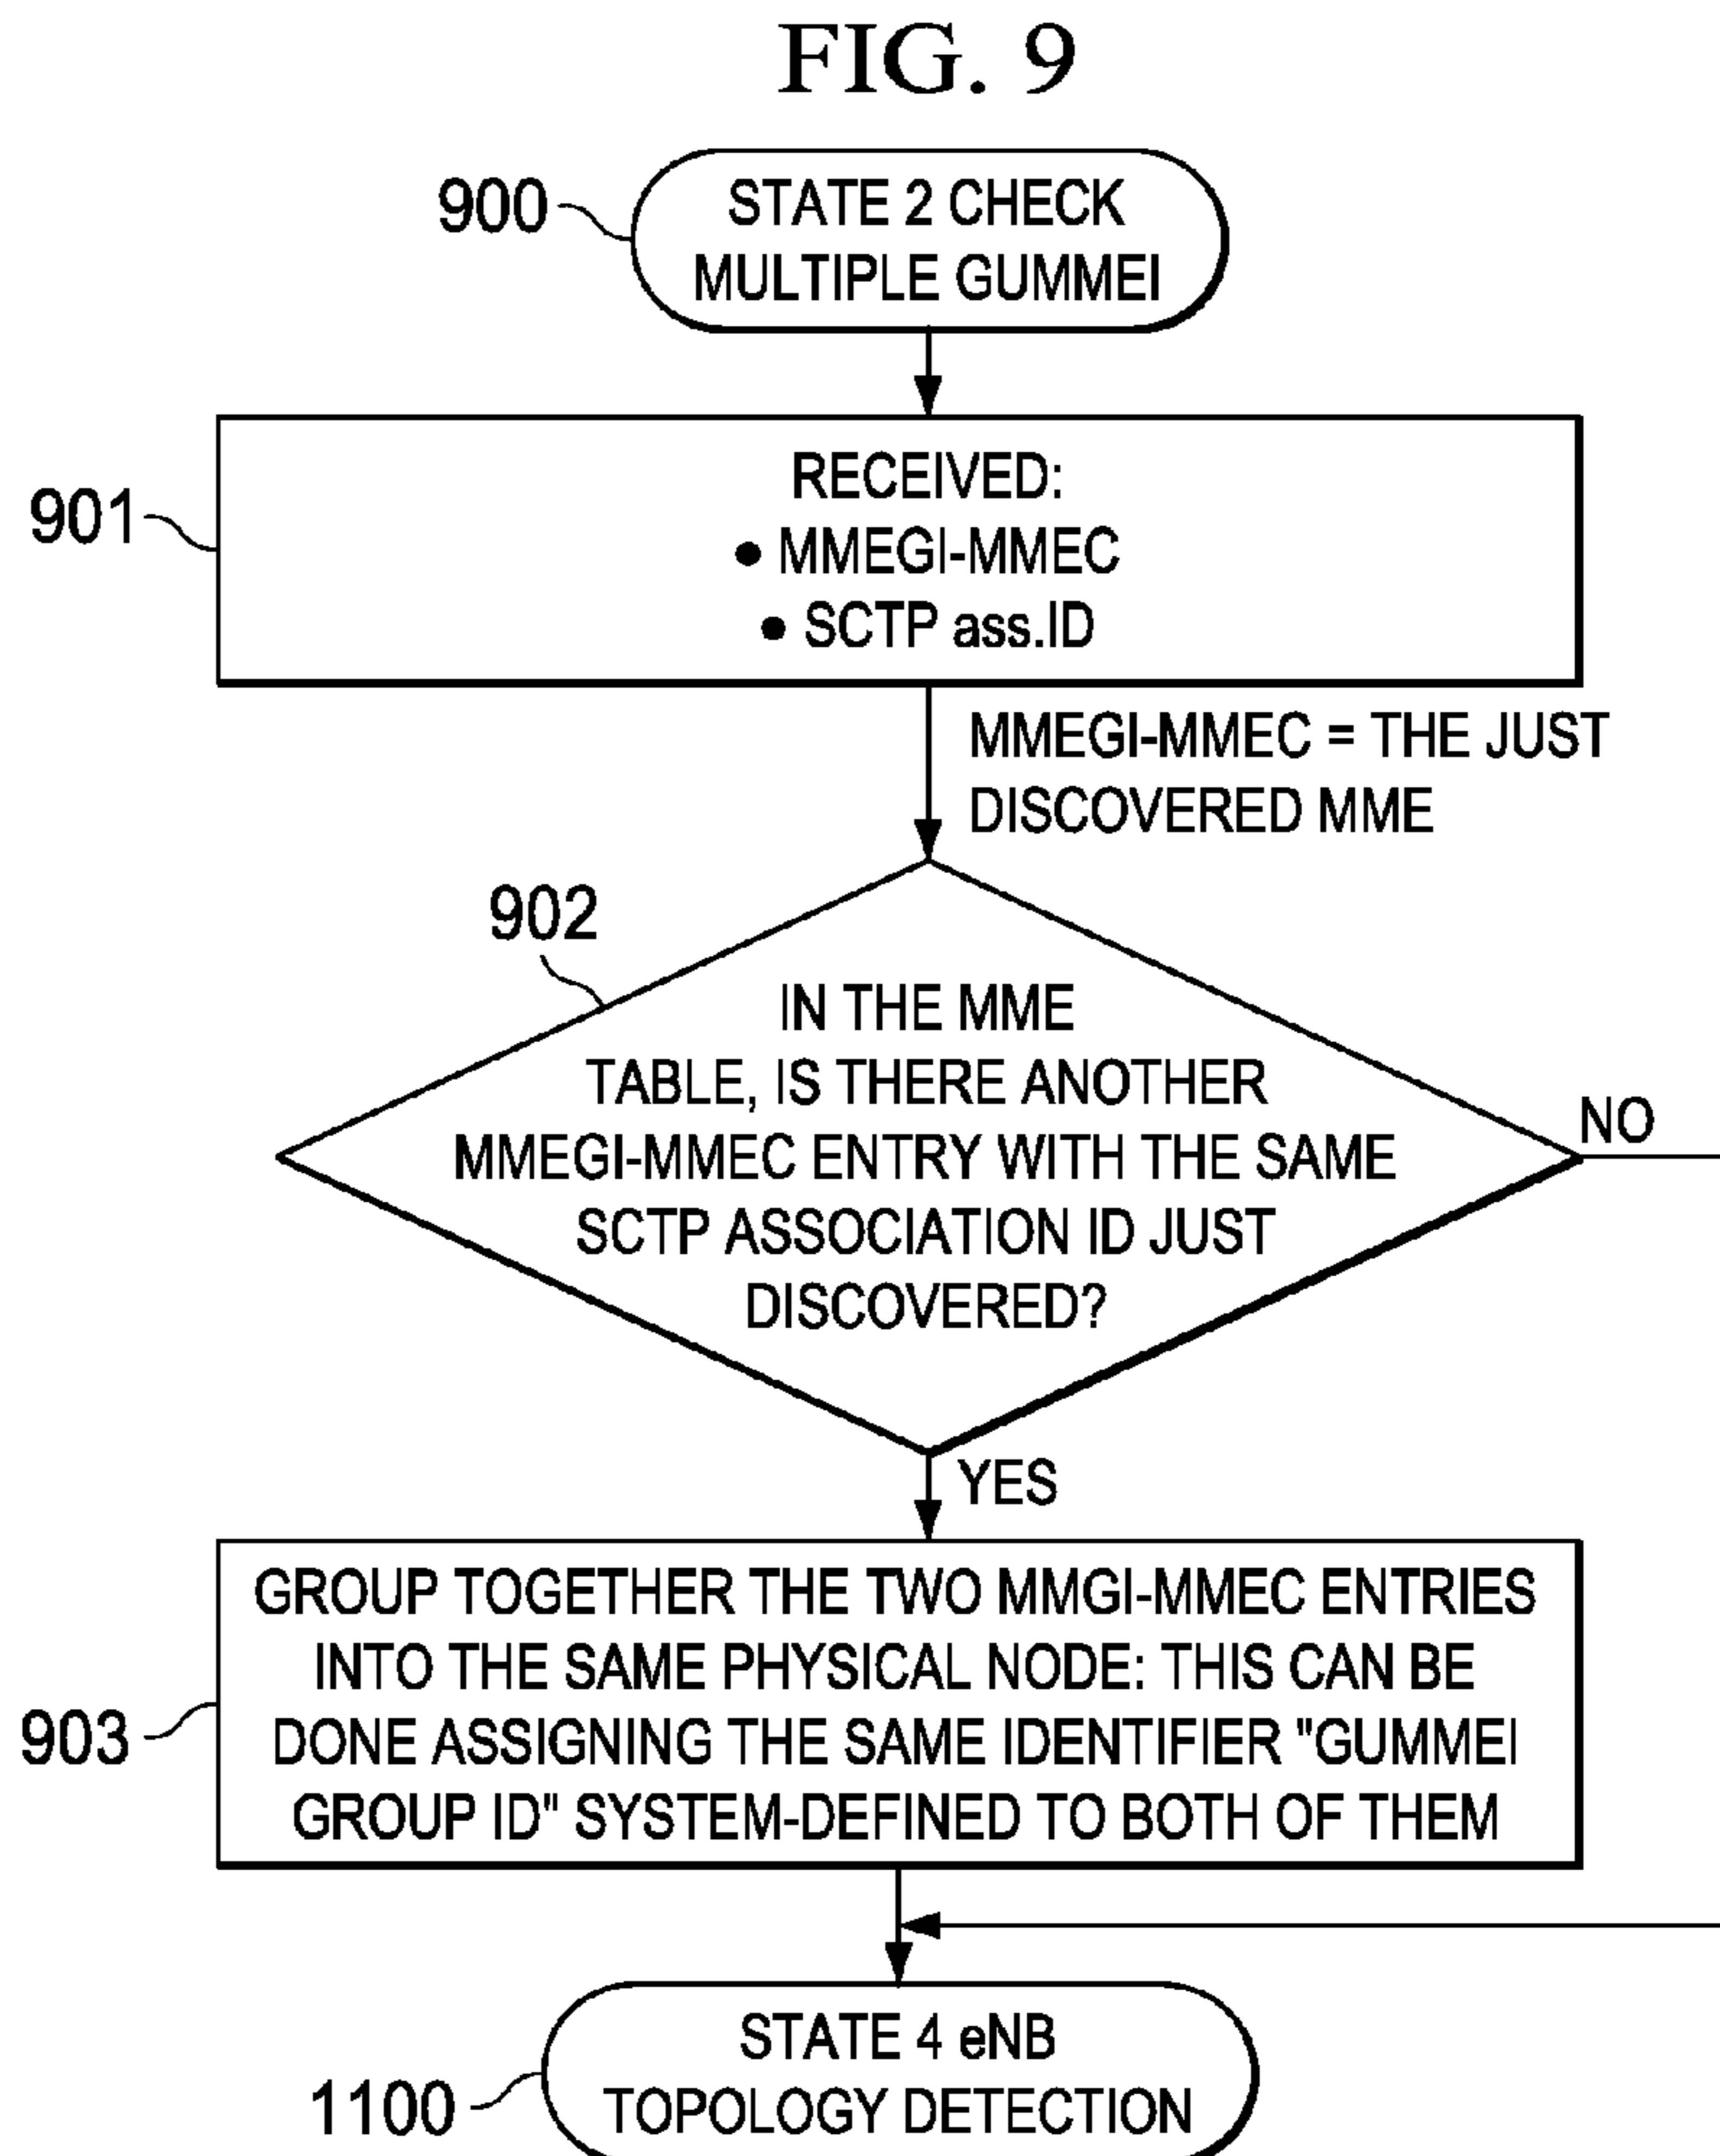 FIG. 9
900
STATE 2 CHECK
MULTIPLE GUMMEI
901
RECEIVED:
● MMEGI-MMEC
● SCTP ass.ID
MMEGI-MMEC = THE JUST
DISCOVERED MME
902
IN THE MME
TABLE, IS THERE ANOTHER
MMEGI-MMEC ENTRY WITH THE SAME
SCTP ASSOCIATION ID JUST
DISCOVERED?
NO
YES
903
GROUP TOGETHER THE TWO MMGI-MMEC ENTRIES
INTO THE SAME PHYSICAL NODE: THIS CAN BE
DONE ASSIGNING THE SAME IDENTIFIER "GUMMEI
GROUP ID" SYSTEM-DEFINED TO BOTH OF THEM
1100
STATE 4 eNB
TOPOLOGY DETECTION